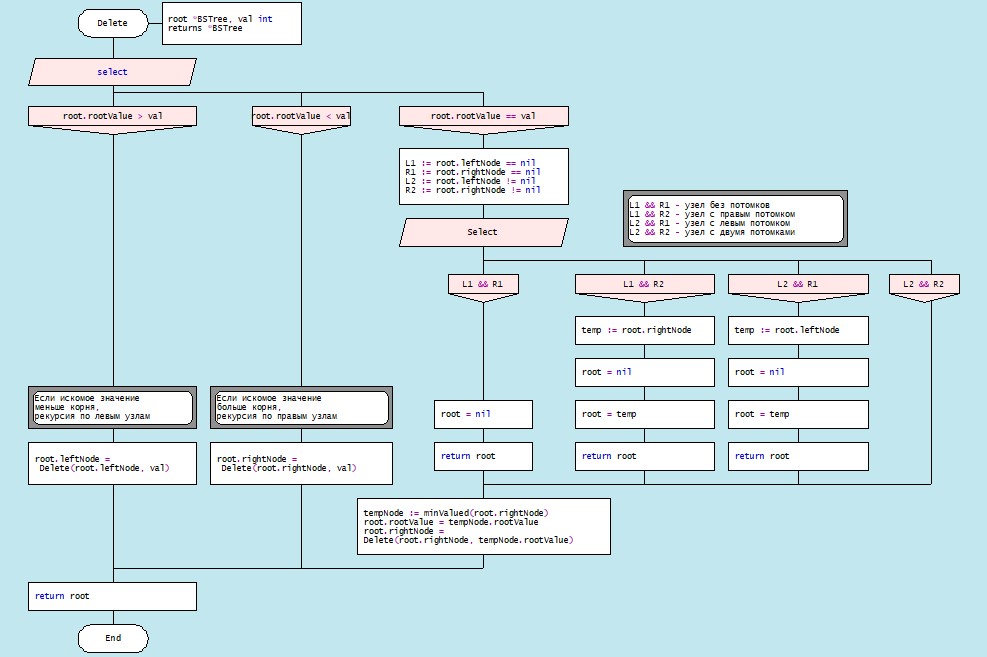 Delete
root *BSTree, val int
returns *BSTree
select
root.rootValue > val
root.rootValue < val
root.rootValue == val
L1 := root.leftNode == nil
R1 := root.rightNode == nil
L2 := root.leftNode != nil
R2 := root.rightNode != nil
L1 && R1 - узел без потомков
L1 && R2 - узел с правым потомком
L2 && R1 - узел с левым потомком
L2 && R2 - узел с двумя потомками
Select
L1 && R1
L1 && R2
L2 && R1
L2 && R2
temp := root.rightNode
temp := root.leftNode
root = nil
root = nil
Если искомое значение
меньше корня,
рекурсия по левым узлам
Если искомое значение
больше корня,
рекурсия по правым узлам
root = nil
root = temp
root = temp
root.leftNode =
Delete(root.leftNode, val)
root.rightNode =
Delete(root.rightNode, val)
return root
return root
return root
tempNode := minValued(root.rightNode)
root.rootValue = tempNode.rootValue
root.rightNode =
Delete(root.rightNode, tempNode.rootValue)
return root
End